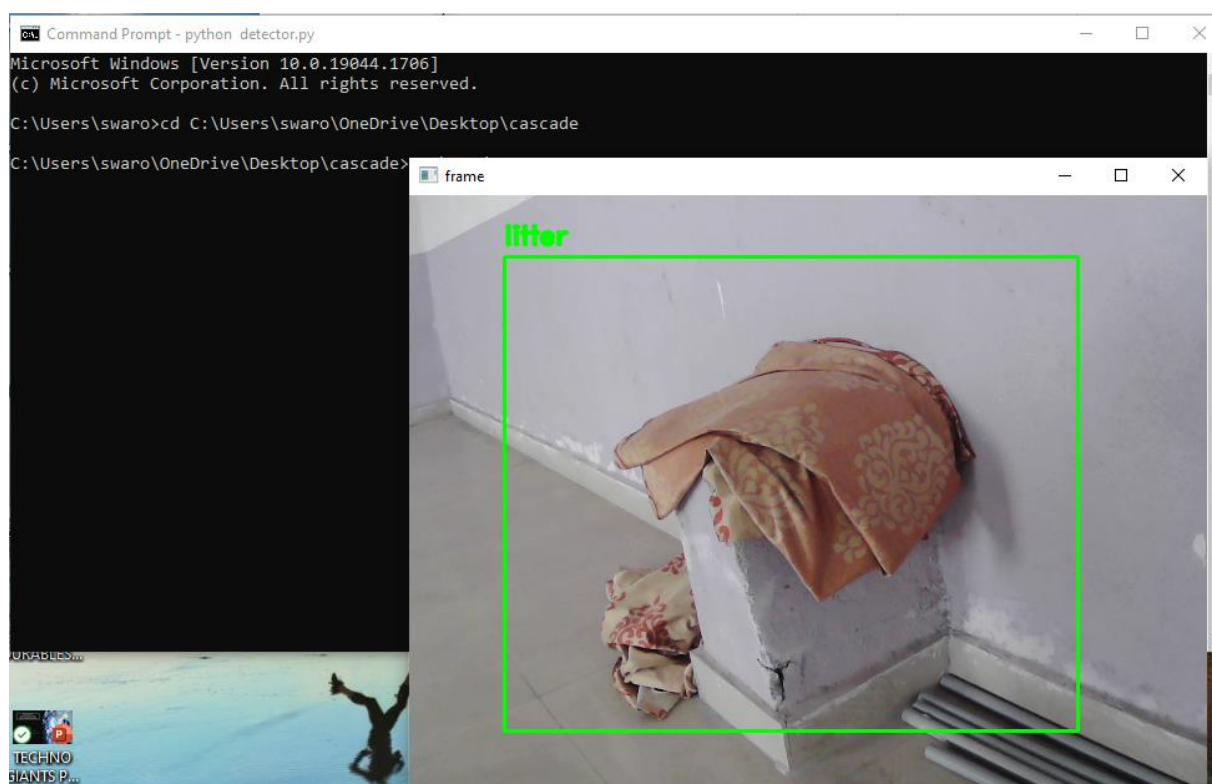 Command Prompt - python detector.py
Microsoft Windows [Version 10.0.19044.1706]
(c) Microsoft Corporation. All rights reserved.
C:\Users\swaro>cd C:\Users\swaro\OneDrive\Desktop\cascade
C:\Users\swaro\OneDrive\Desktop\cascade>
frame
litter
TECHNO
GIANTS P...